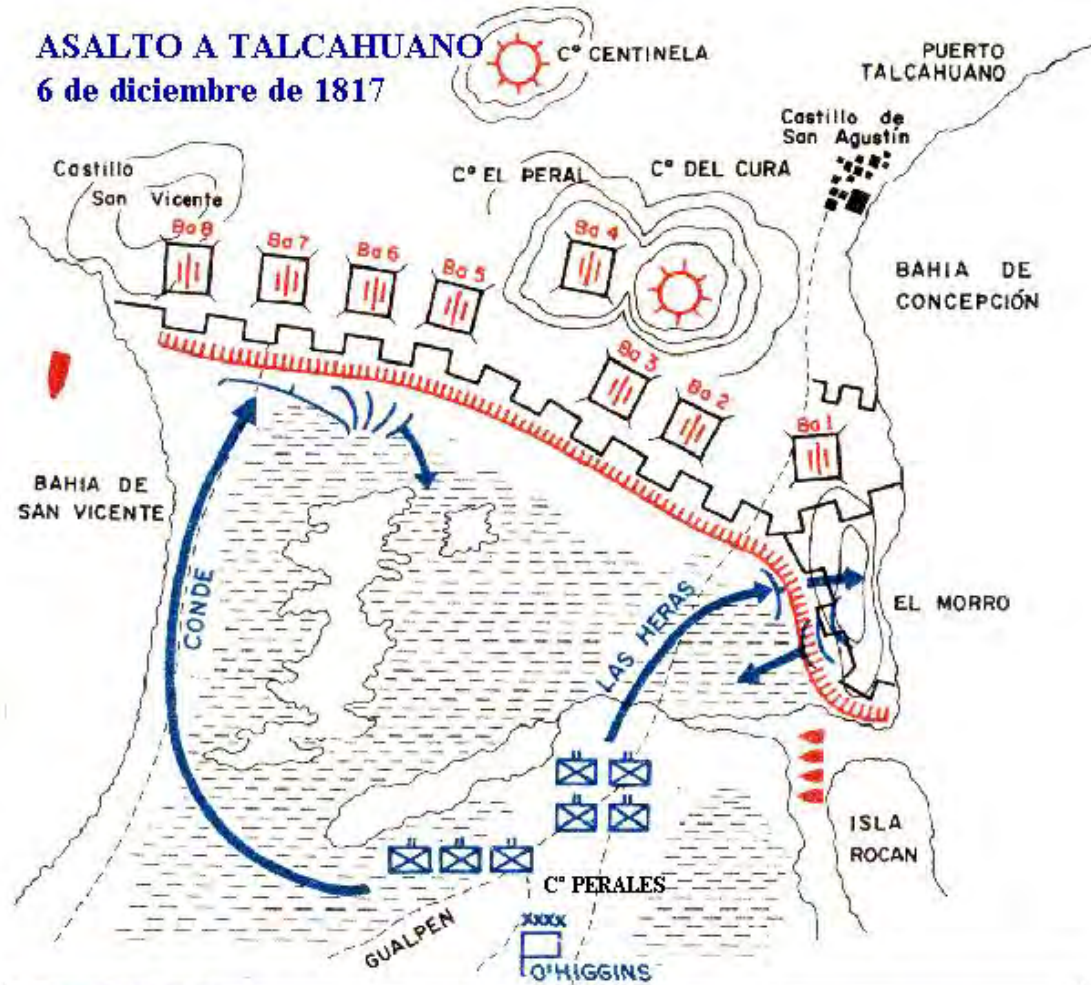 ASALTO A TALCAHUANO
6 de diciembre de 1817
Cº CENTINELA
PUERTO
TALCAHUANO
Castillo de
San Agustín
Castillo
San Vicente
Cº EL PERAL
Cº DEL CURA
Ba 8
Ba 7
Ba 6
Ba 5
Ba 4
BAHIA DE
CONCEPCIÓN
Ba 3
Ba 2
Ba 1
BAHIA DE
SAN VICENTE
CONDE
LAS HERAS
EL MORRO
ISLA
ROCAN
Cº PERALES
GUALPEN
XXXX
O'HIGGINS